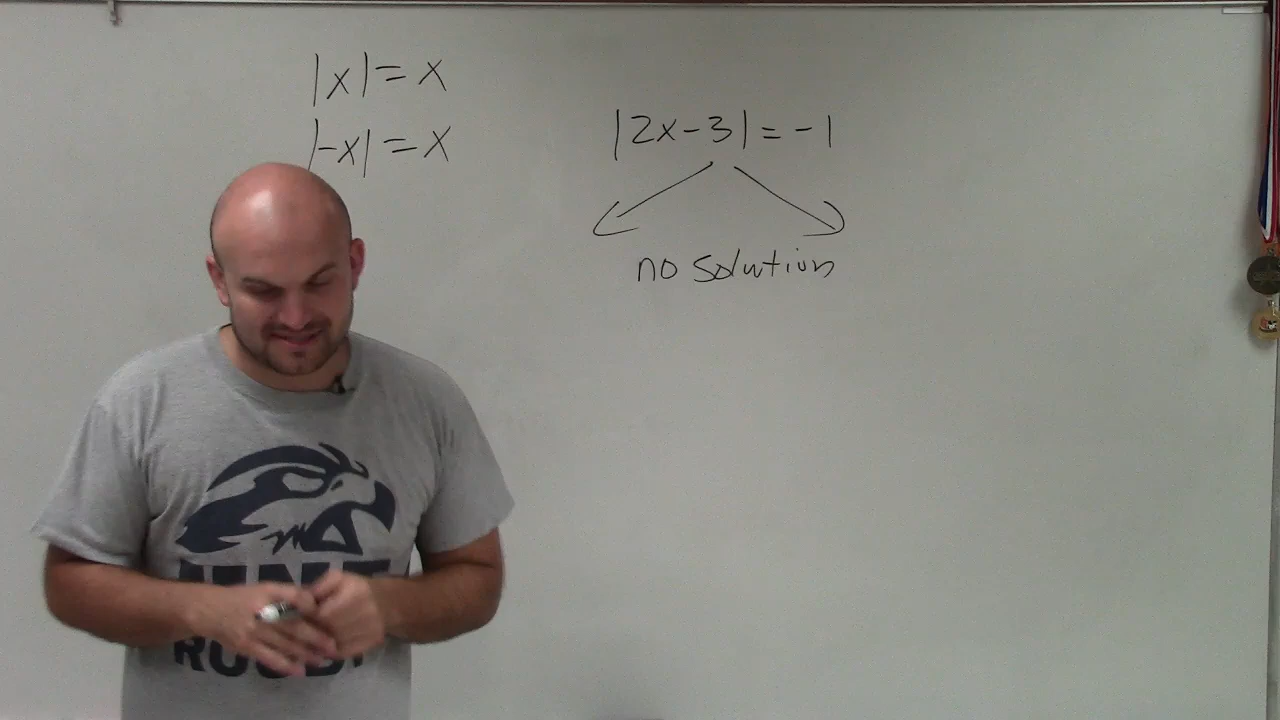 |x| = x
|-x| = x
|2x-3| = -1
no solution